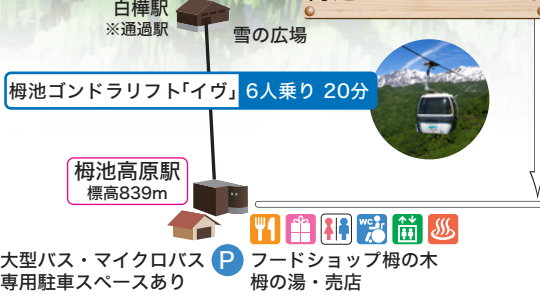 白樺駅
※通過駅
雪の広場
栂池ゴンドラリフト「イヴ」 6人乗り 20分
栂池高原駅
標高839m
WC
大型バス・マイクロバス
専用駐車スペースあり
P
フードショップ栂の木
栂の湯・売店